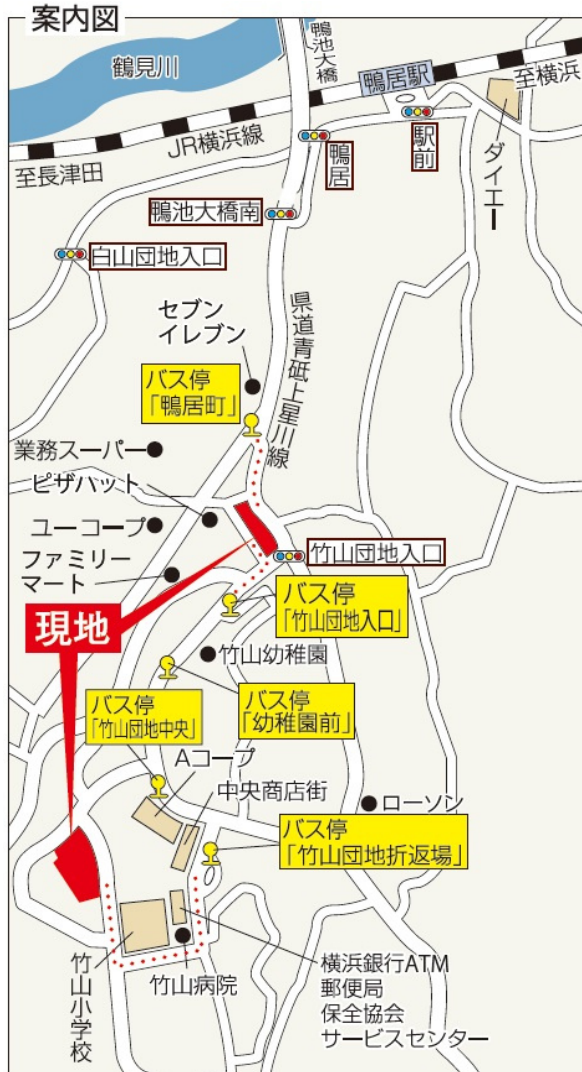 案内図
鶴見川
鴨池大橋
鴨居駅
至横浜
JR横浜線
至長津田
鴨居
駅前
ダイエー
鴨池大橋南
白山団地入口
セブン
イレブン
県道青砥上星川線
バス停
「鴨居町」
業務スーパー
ピザハット
ユーコープ
ファミリー
マート
竹山団地入口
現地
バス停
「竹山団地入口」
竹山幼稚園
バス停
「幼稚園前」
バス停
「竹山団地中央」
Aコープ
中央商店街
ローソン
バス停
「竹山団地折返場」
竹山小学校
竹山病院
横浜銀行ATM
郵便局
保全協会
サービスセンター